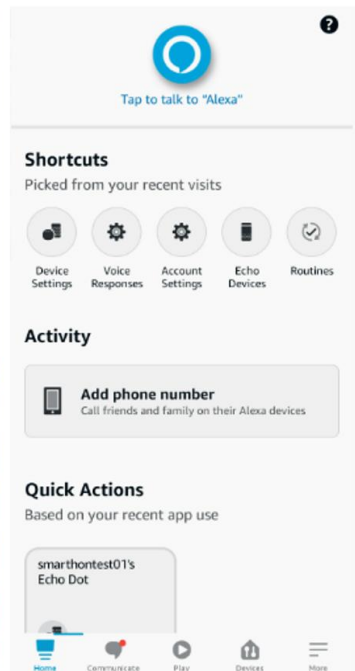 ?
Tap to talk to "Alexa"
Shortcuts
Picked from your recent visits
Device
Settings
Voice
Responses
Account
Settings
Echo
Devices
Routines
Activity
Add phone number
Call friends and family on their Alexa devices
Quick Actions
Based on your recent app use
smarthontest01's
Echo Dot
Home
Communicate
Play
Devices
More